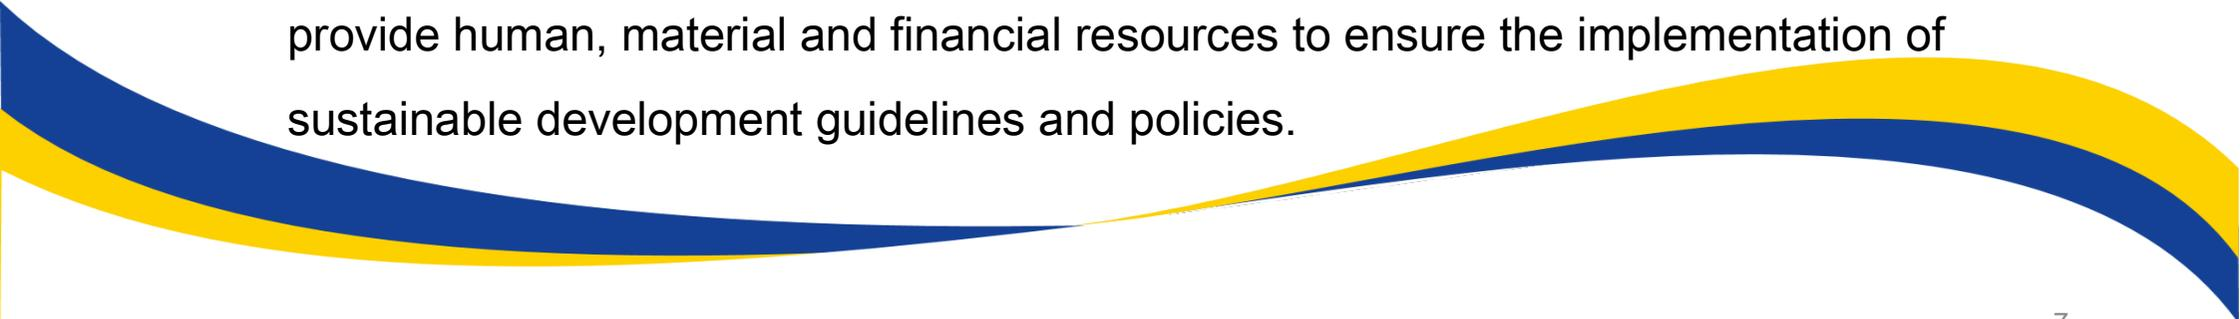 provide human, material and financial resources to ensure the implementation of
sustainable development guidelines and policies.